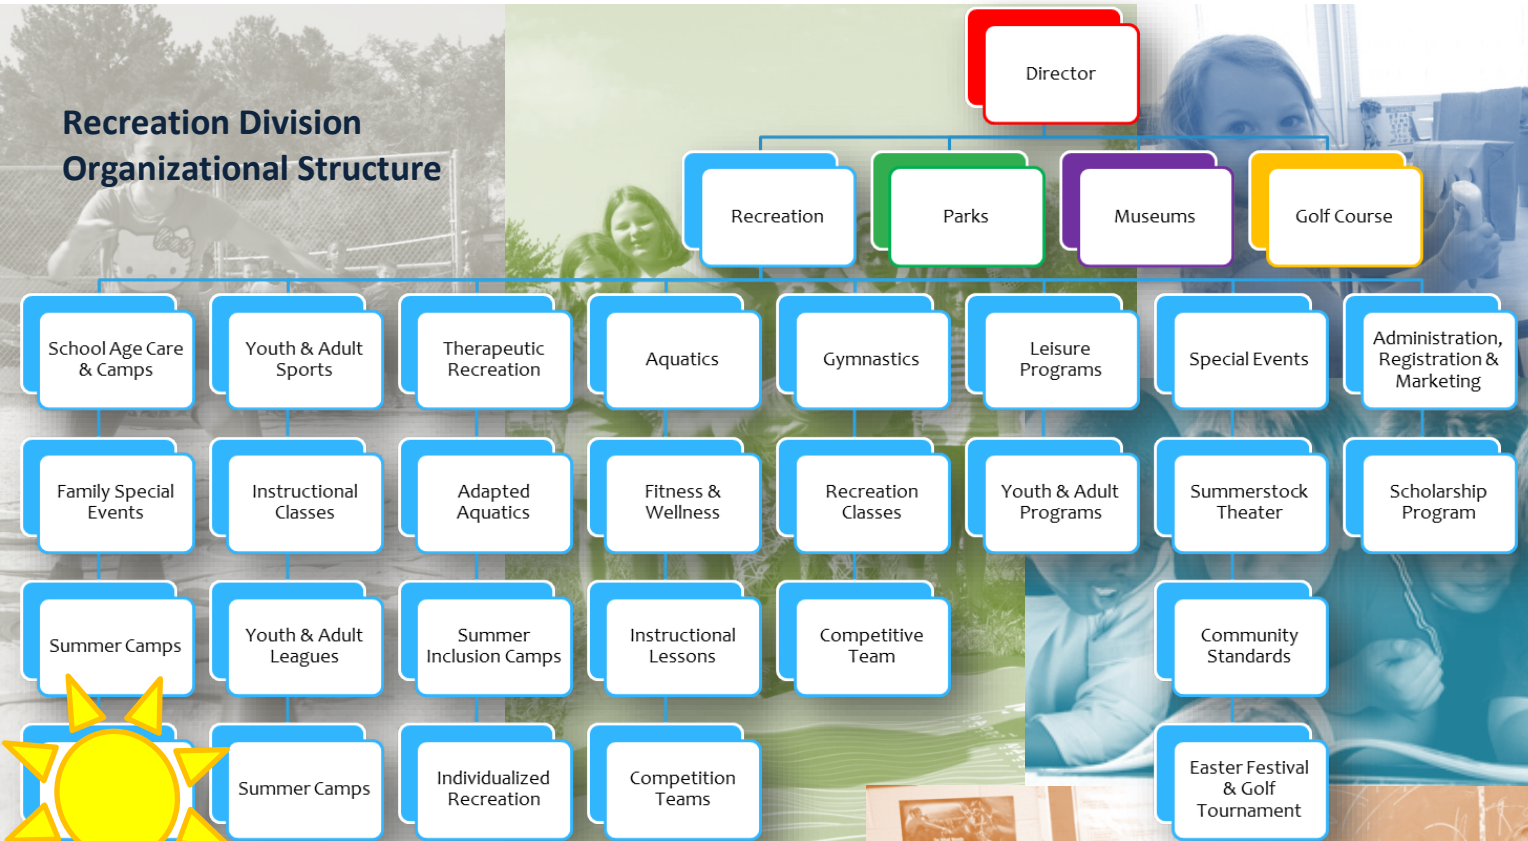 Recreation Division
Organizational Structure
Director
Recreation
Parks
Museums
Golf Course
School Age Care
& Camps
Youth & Adult
Sports
Therapeutic
Recreation
Aquatics
Gymnastics
Leisure
Programs
Special Events
Administration,
Registration &
Marketing
Family Special
Events
Instructional
Classes
Adapted
Aquatics
Fitness &
Wellness
Recreation
Classes
Youth & Adult
Programs
Summerstock
Theater
Scholarship
Program
Summer Camps
Youth & Adult
Leagues
Summer
Inclusion Camps
Instructional
Lessons
Competitive
Team
Community
Standards
Summer Camps
Individualized
Recreation
Competition
Teams
Easter Festival
& Golf
Tournament